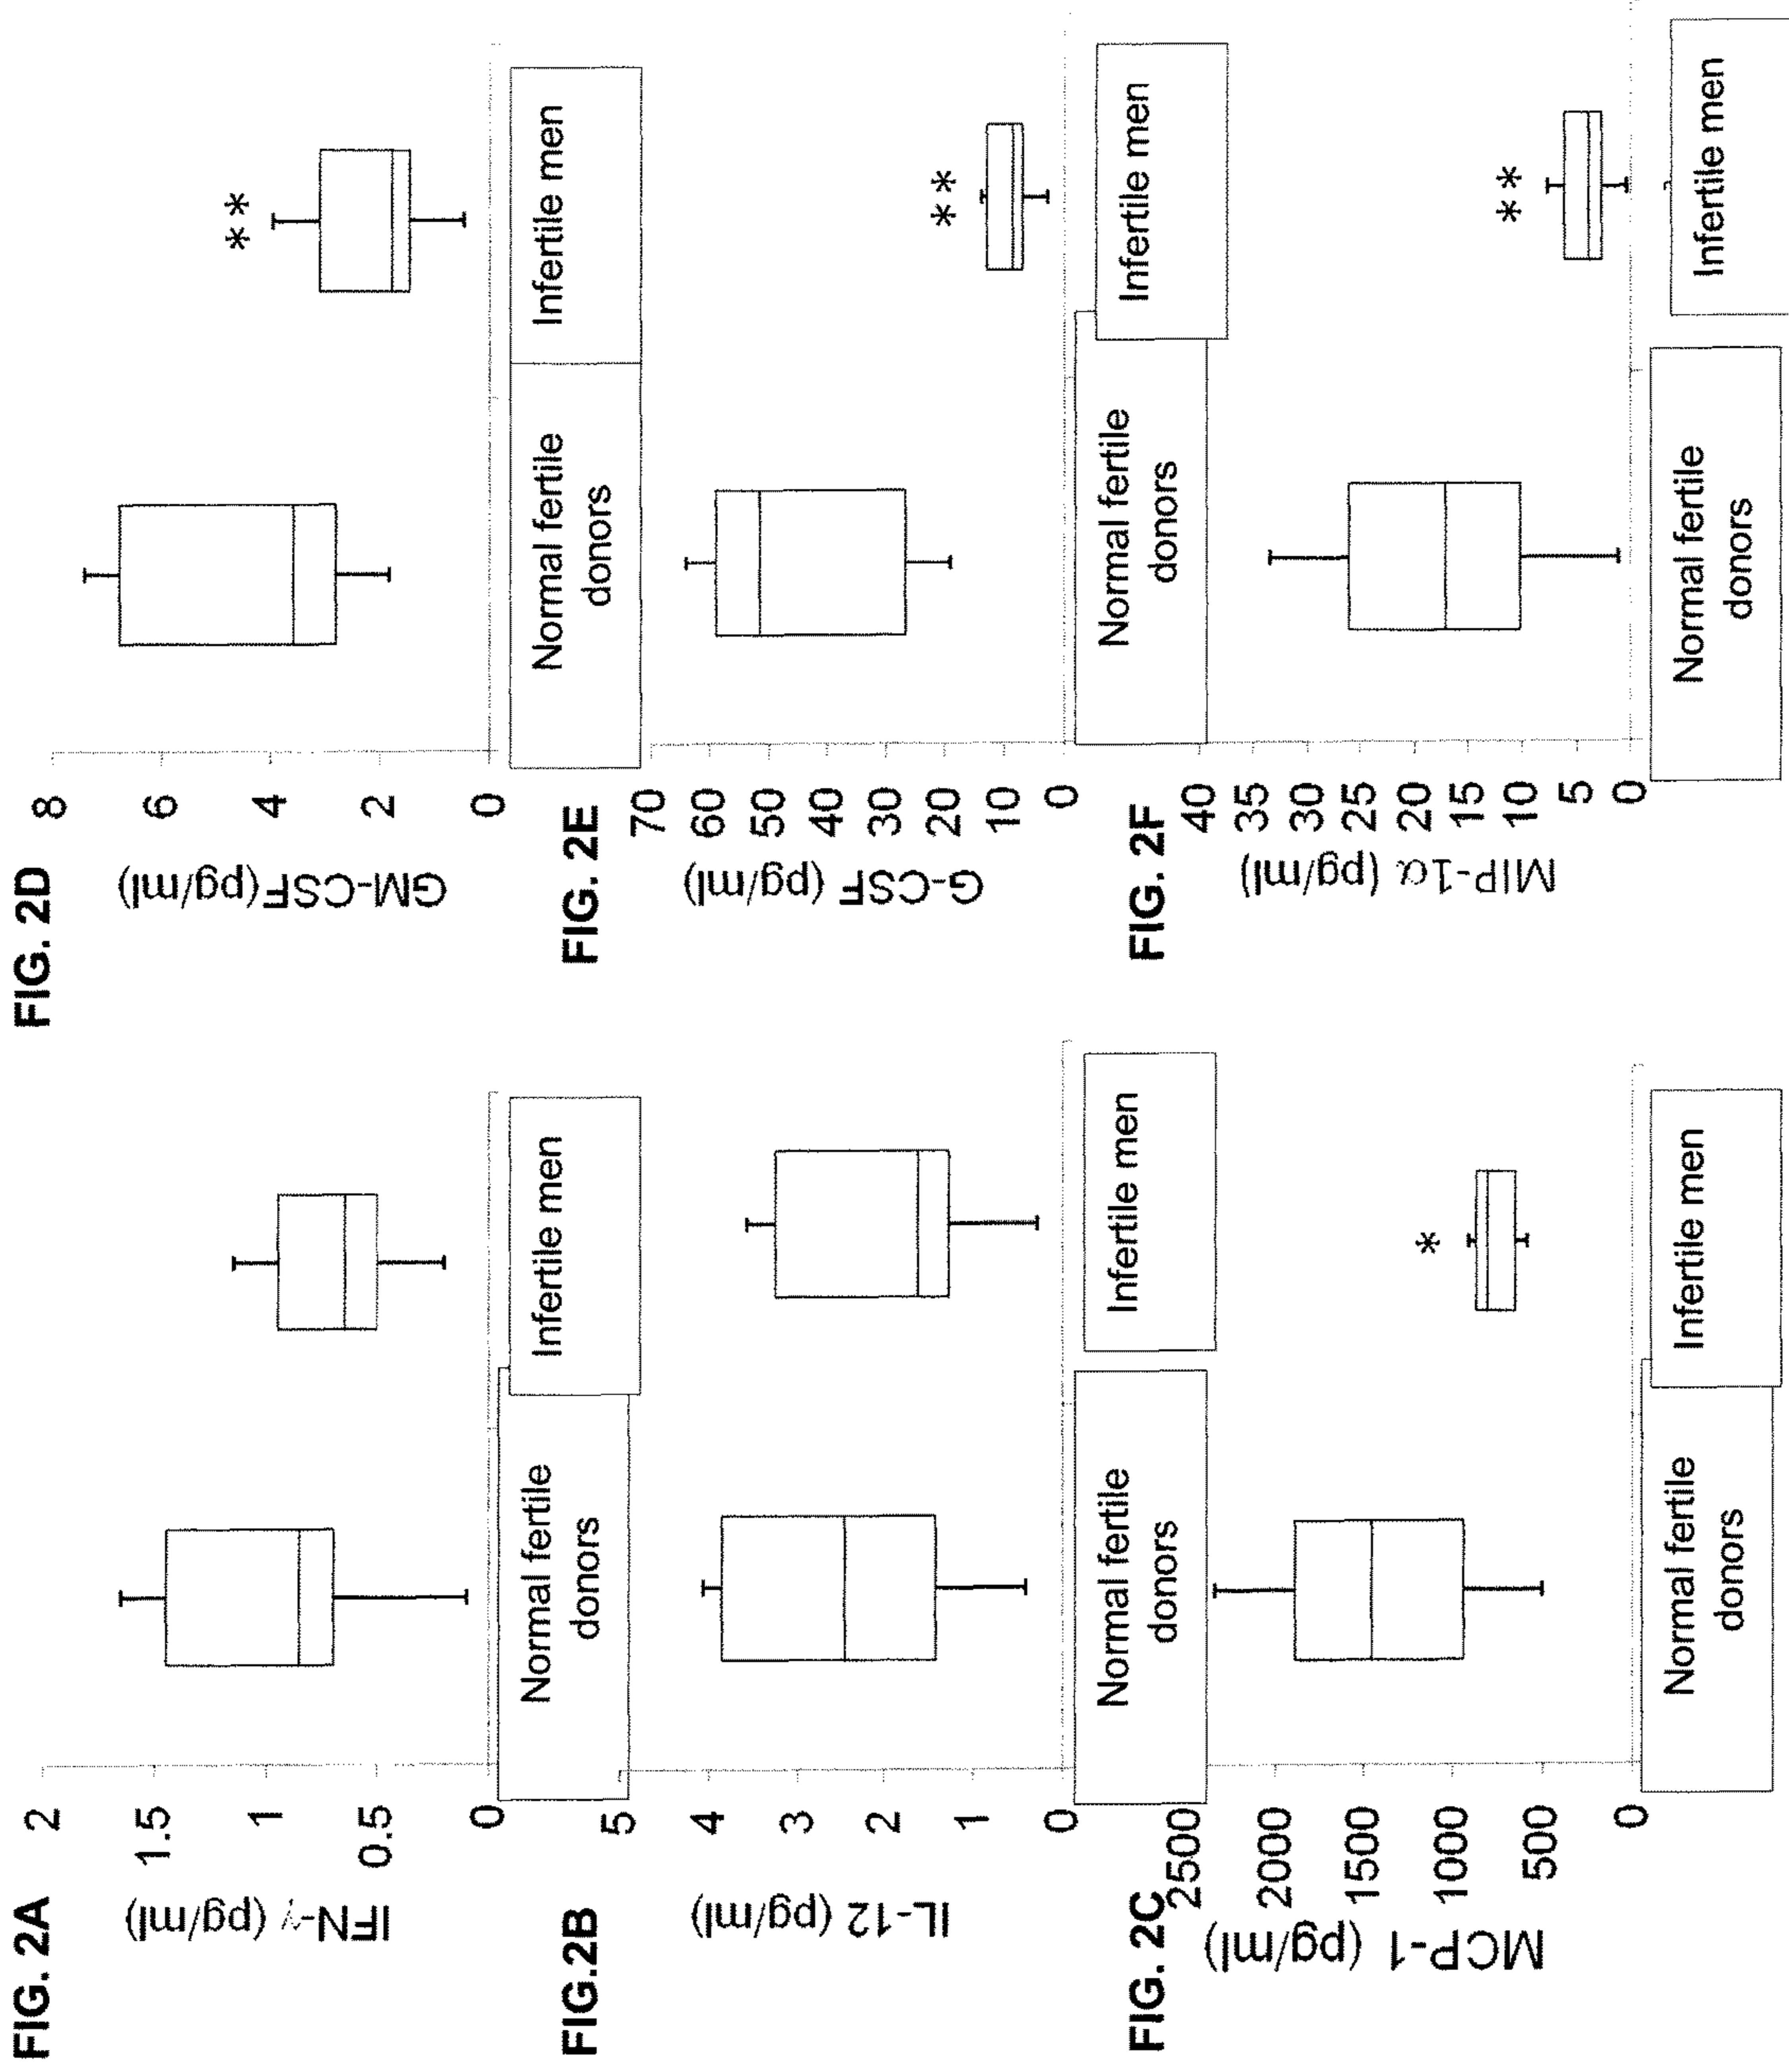 FIG. 2A
IFN-γ (pg/ml)
2
1.5
1
0.5
0
Normal fertile
donors
Infertile men
FIG.2B
IL-12 (pg/ml)
5
4
3
2
1
0
Normal fertile
donors
Infertile men
FIG. 2C
MCP-1 (pg/ml)
2500
2000
1500
1000
500
0
*
Normal fertile
donors
Infertile men
FIG. 2D
GM-CSF(pg/ml)
8
6
4
2
0
**
Normal fertile
donors
Infertile men
FIG. 2E
G-CSF (pg/ml)
70
60
50
40
30
20
10
0
**
Normal fertile
donors
Infertile men
FIG. 2F
MIP-1α (pg/ml)
40
35
30
25
20
15
10
5
0
**
Normal fertile
donors
Infertile men